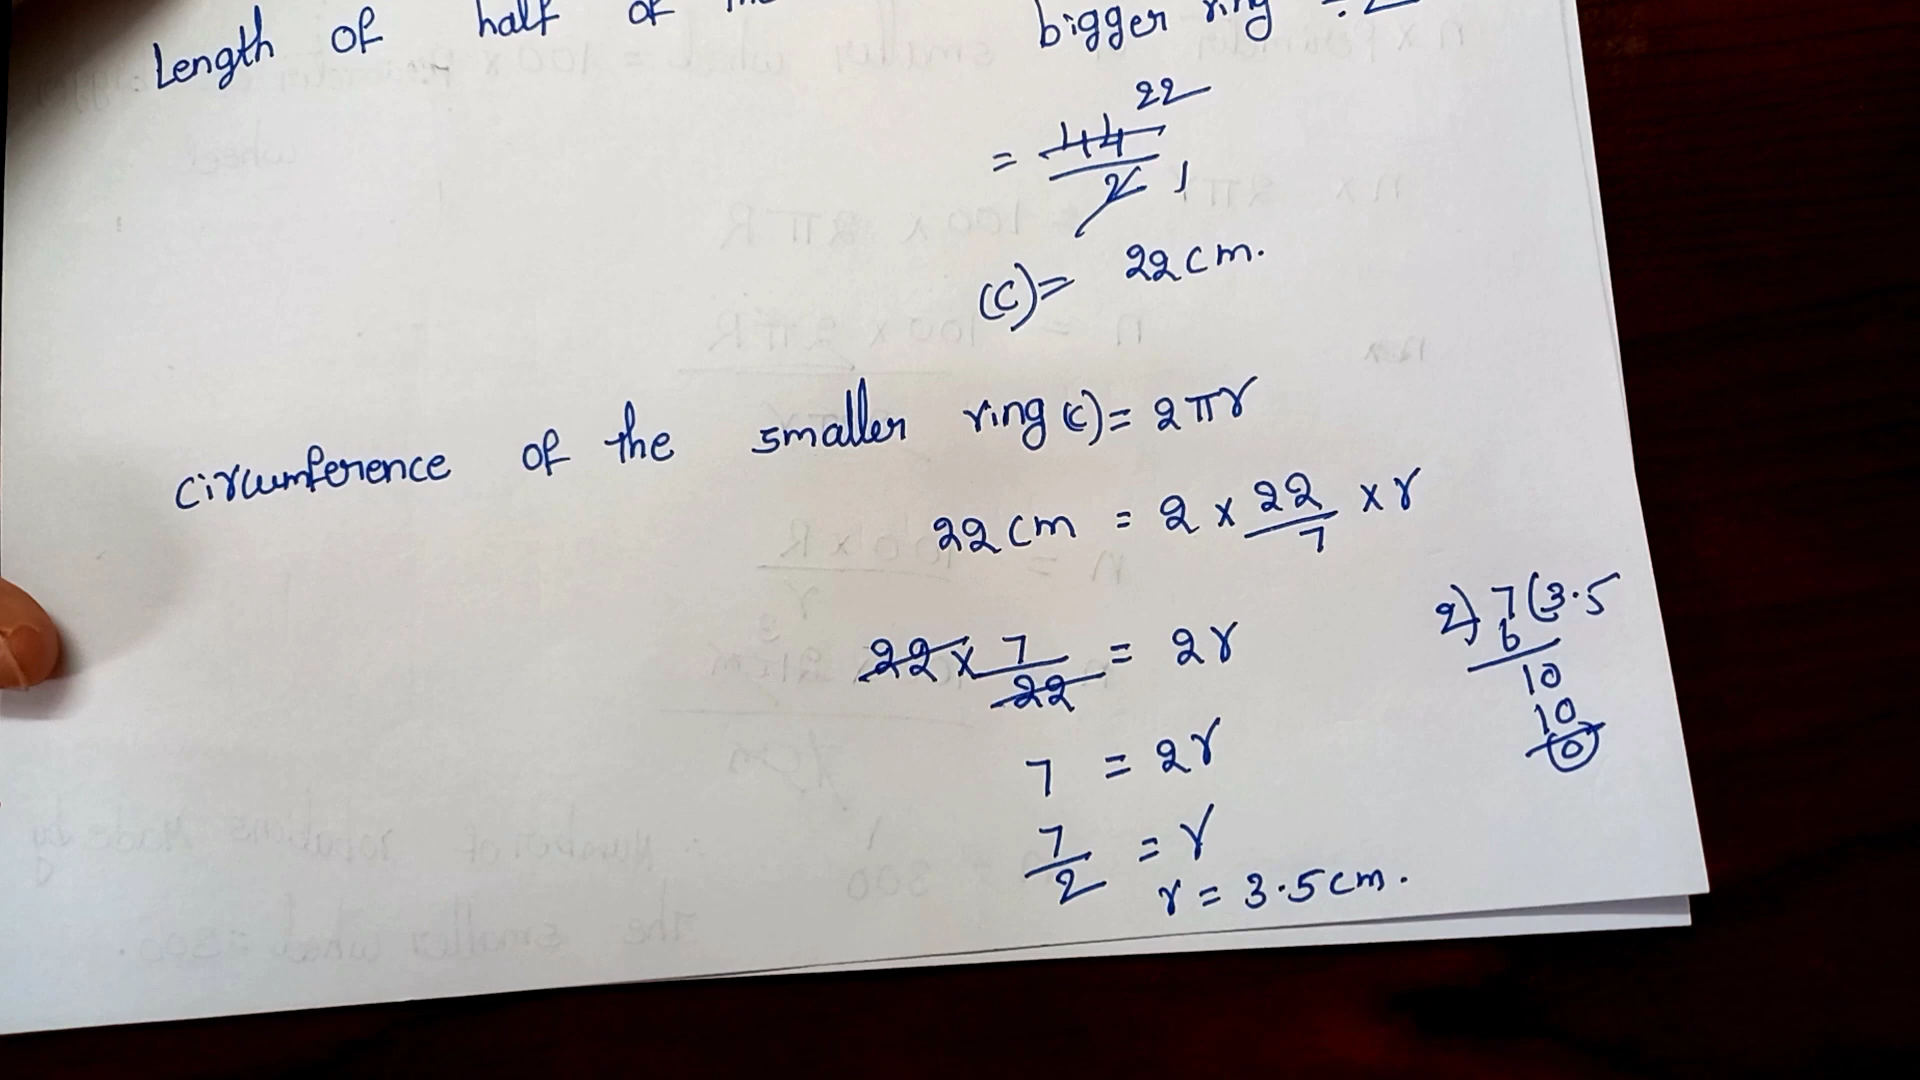 Length of half of the bigger ring ÷ 2
= 44/2 22 1
(C) = 22 cm.
circumference of the smaller ring (c) = 2πr
22 cm = 2 x 22/7 x r
22 x 7/22 = 2r
7 = 2r
7/2 = r
r = 3.5 cm.
2) 7 (3.5
6
10
10
0